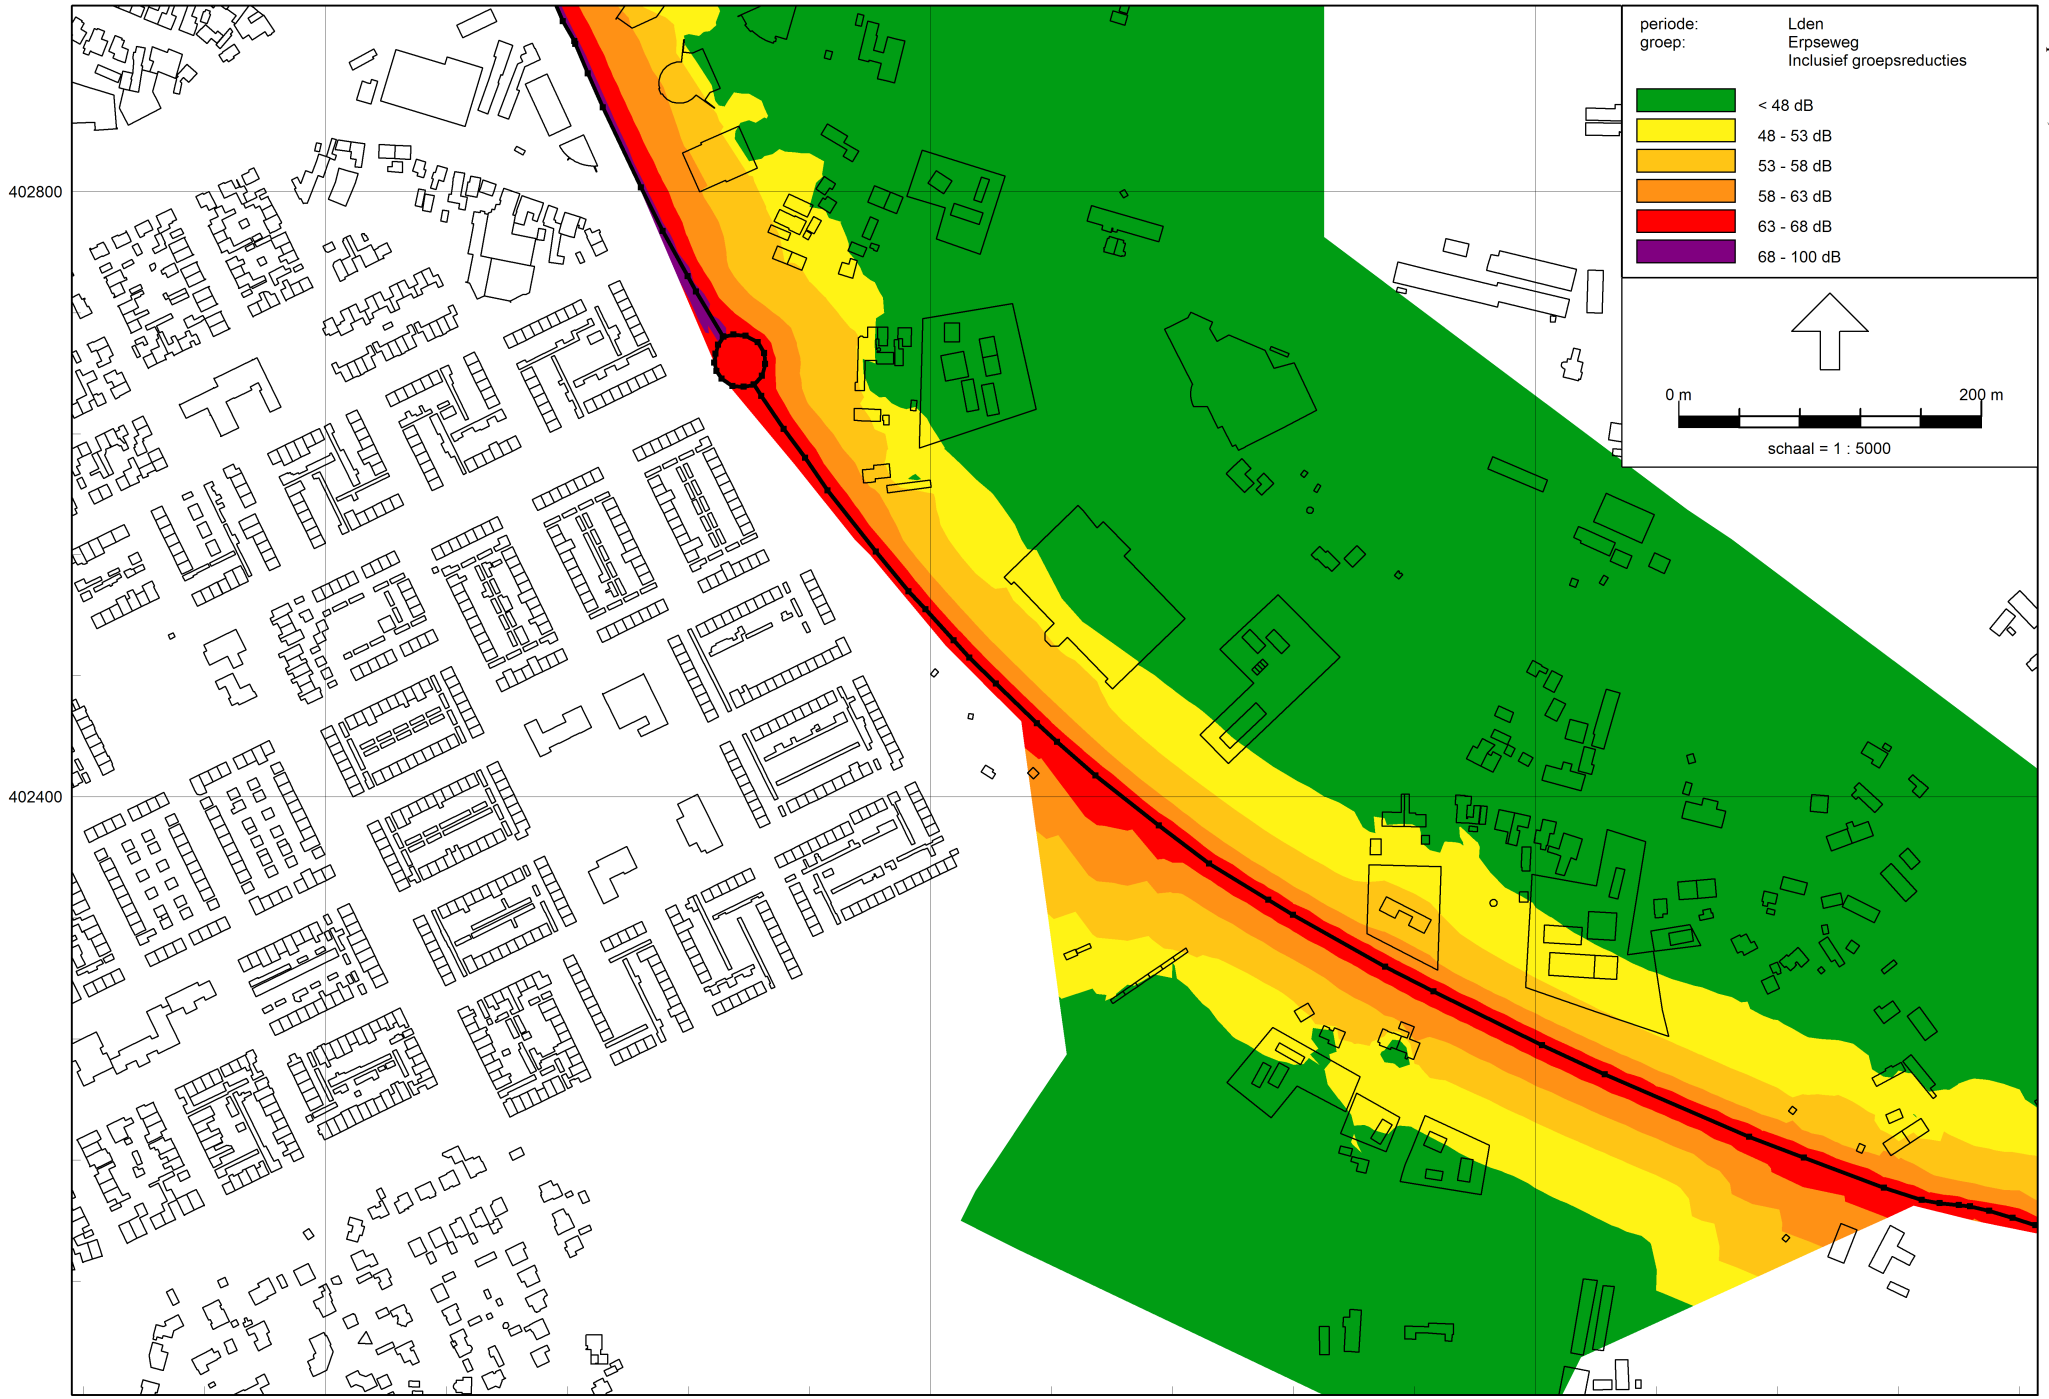 periode: Lden
groep: Erpseweg
Inclusief groepsreducties
< 48 dB
48 - 53 dB
53 - 58 dB
58 - 63 dB
63 - 68 dB
68 - 100 dB
0 m 200 m
schaal = 1 : 5000
402800
402400